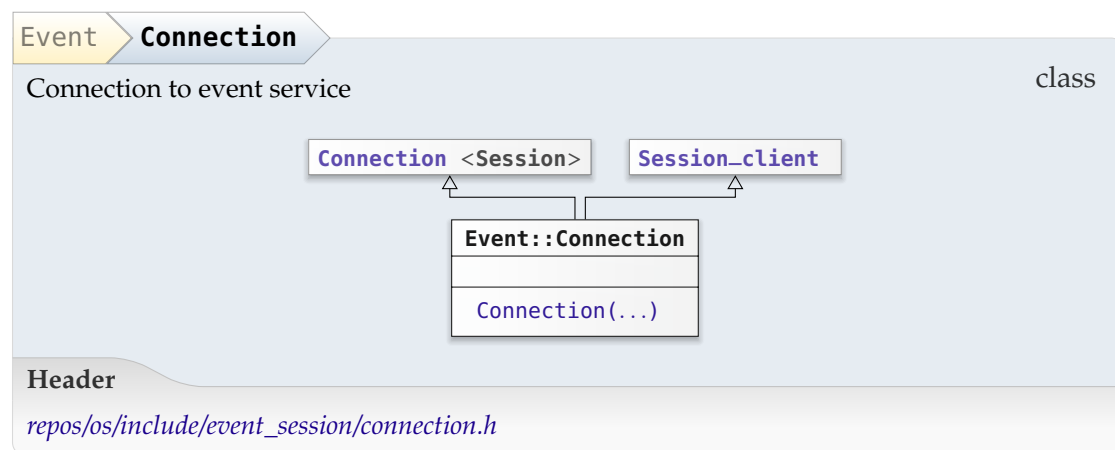 Event Connection
class
Connection to event service
Connection <Session> Session_client
Event::Connection
Connection(...)
Header
repos/os/include/event_session/connection.h